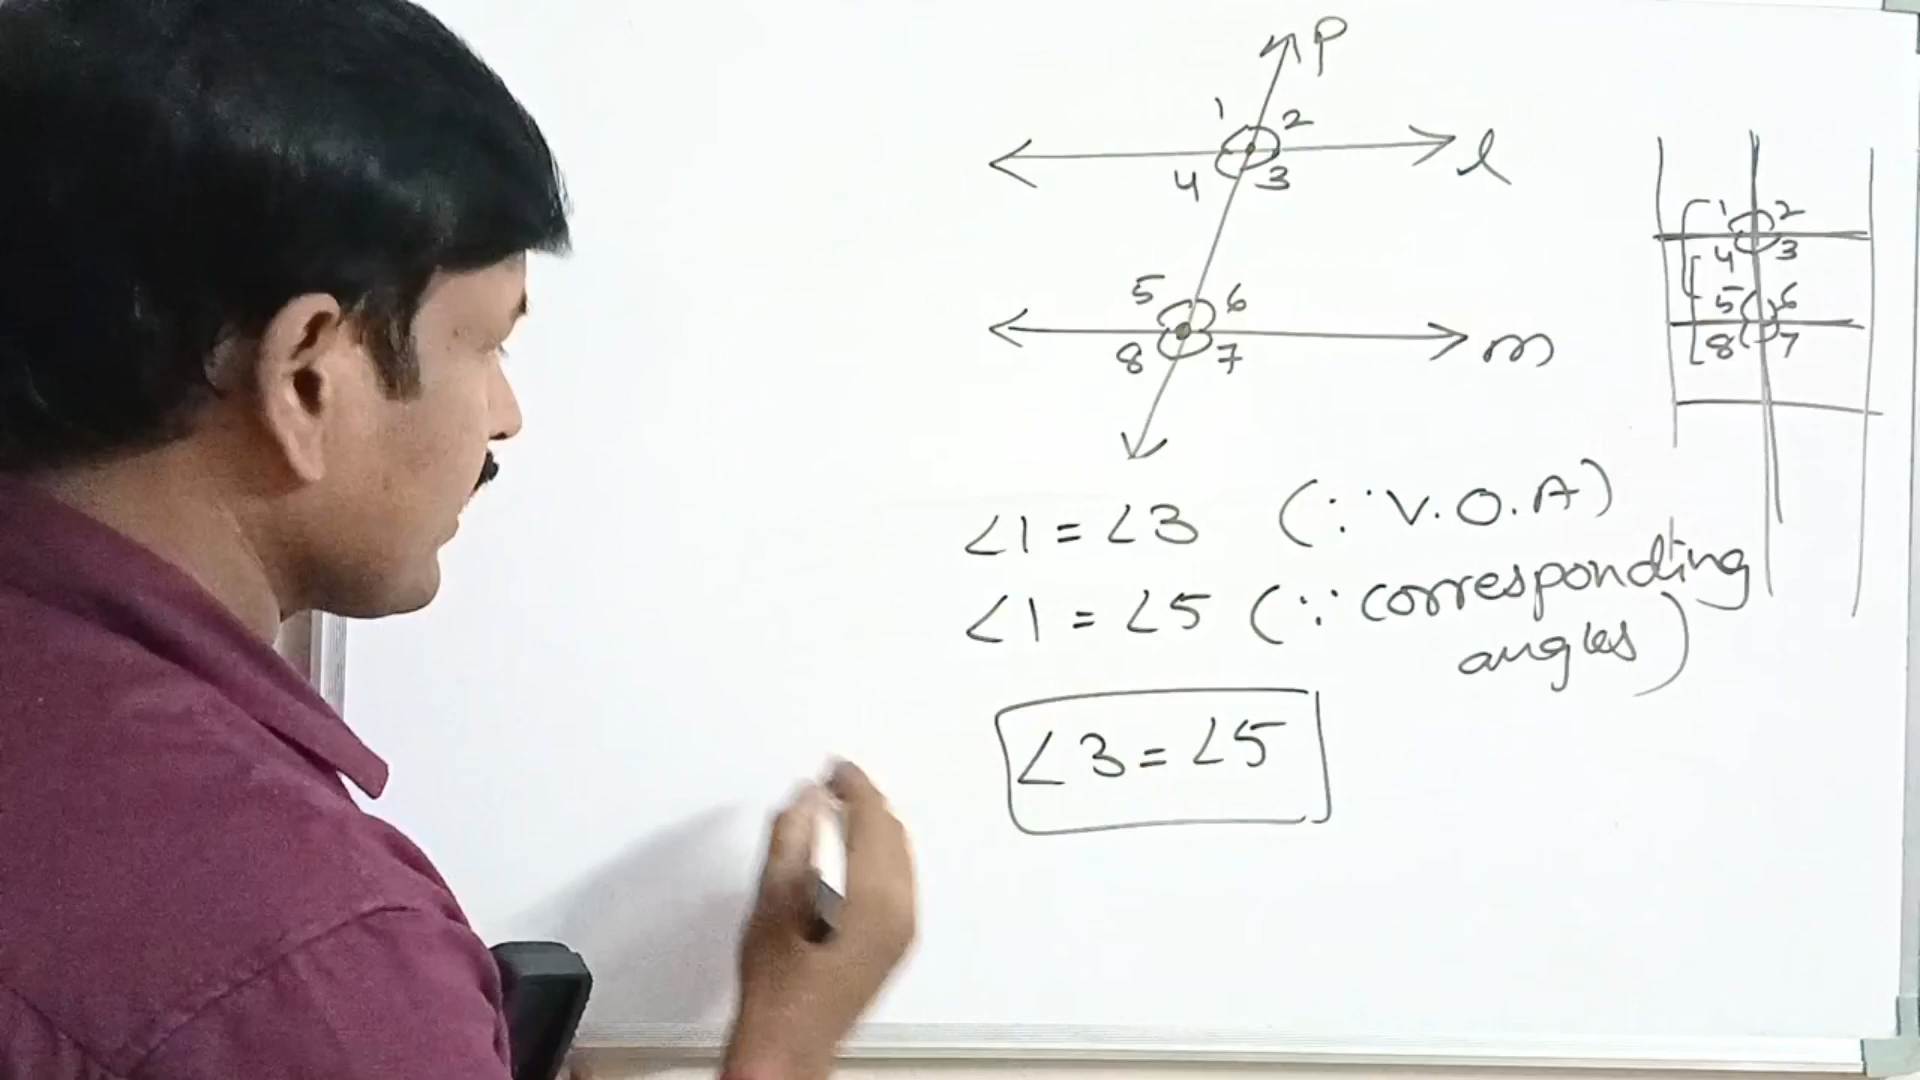 p
1 2
l
4 3
5 6
m
8 7
1 2
4 3
5 6
8 7
∠1 = ∠3 (∵ V.O.A)
∠1 = ∠5 (∵ corresponding
angles)
∠3 = ∠5